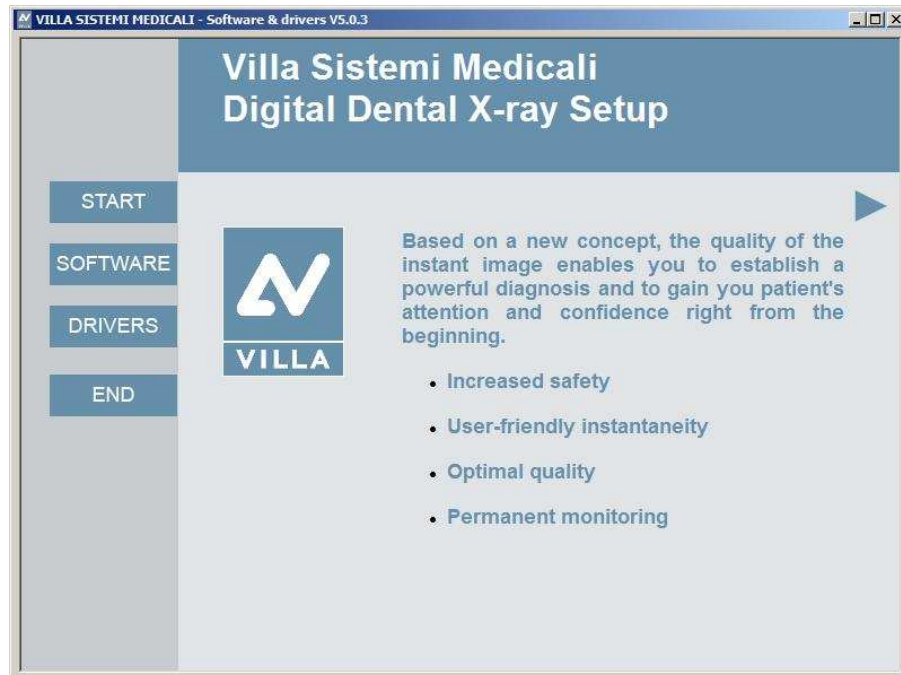 VILLA SISTEMI MEDICALI - Software & drivers V5.0.3
Villa Sistemi Medicali
Digital Dental X-ray Setup
START
SOFTWARE
DRIVERS
END
VILLA
Based on a new concept, the quality of the
instant image enables you to establish a
powerful diagnosis and to gain you patient's
attention and confidence right from the
beginning.
• Increased safety
• User-friendly instantaneity
• Optimal quality
• Permanent monitoring